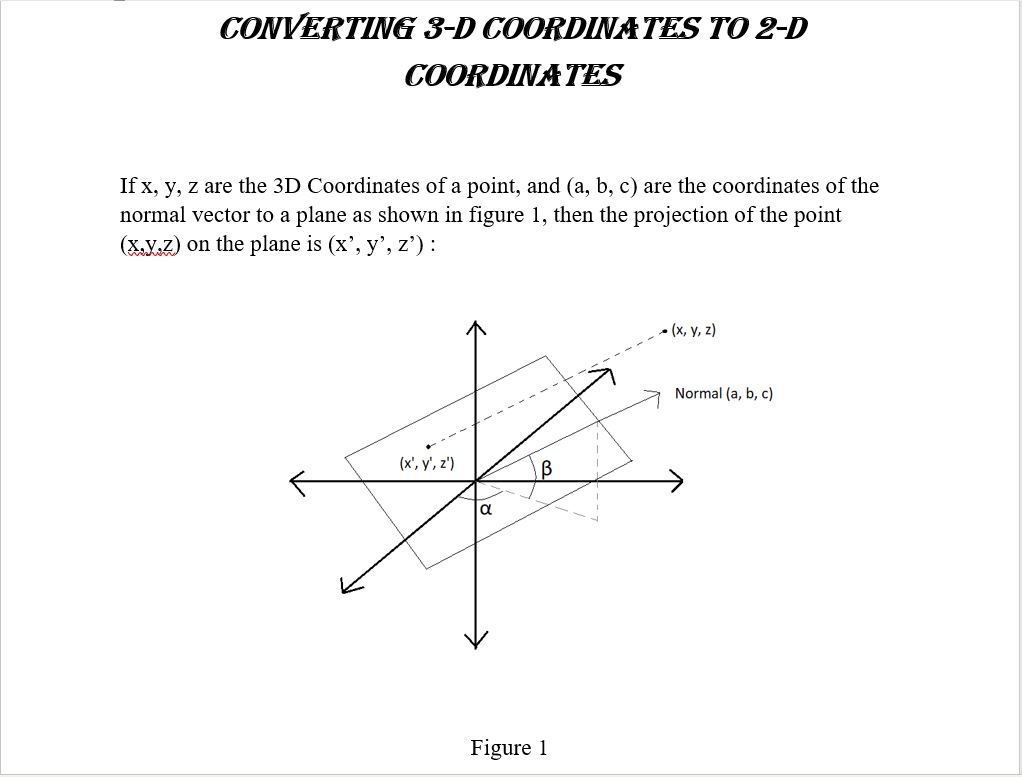 CONVERTING 3-D COORDINATES TO 2-D
COORDINATES
If x, y, z are the 3D Coordinates of a point, and (a, b, c) are the coordinates of the
normal vector to a plane as shown in figure 1, then the projection of the point
(x,y,z) on the plane is (x’, y’, z’) :
(x, y, z)
Normal (a, b, c)
(x', y', z')
β
α
Figure 1